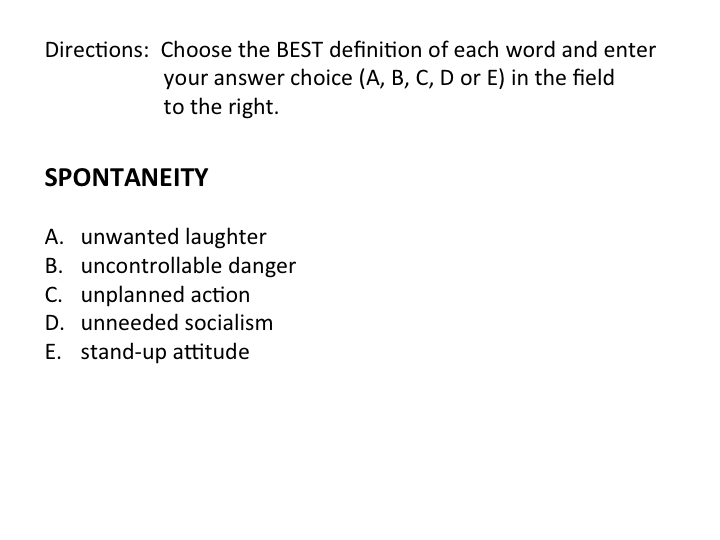 Directions:  Choose the BEST definition of each word and enter
your answer choice (A, B, C, D or E) in the field
to the right.
SPONTANEITY
A. unwanted laughter
B. uncontrollable danger
C. unplanned action
D. unneeded socialism
E. stand-up attitude